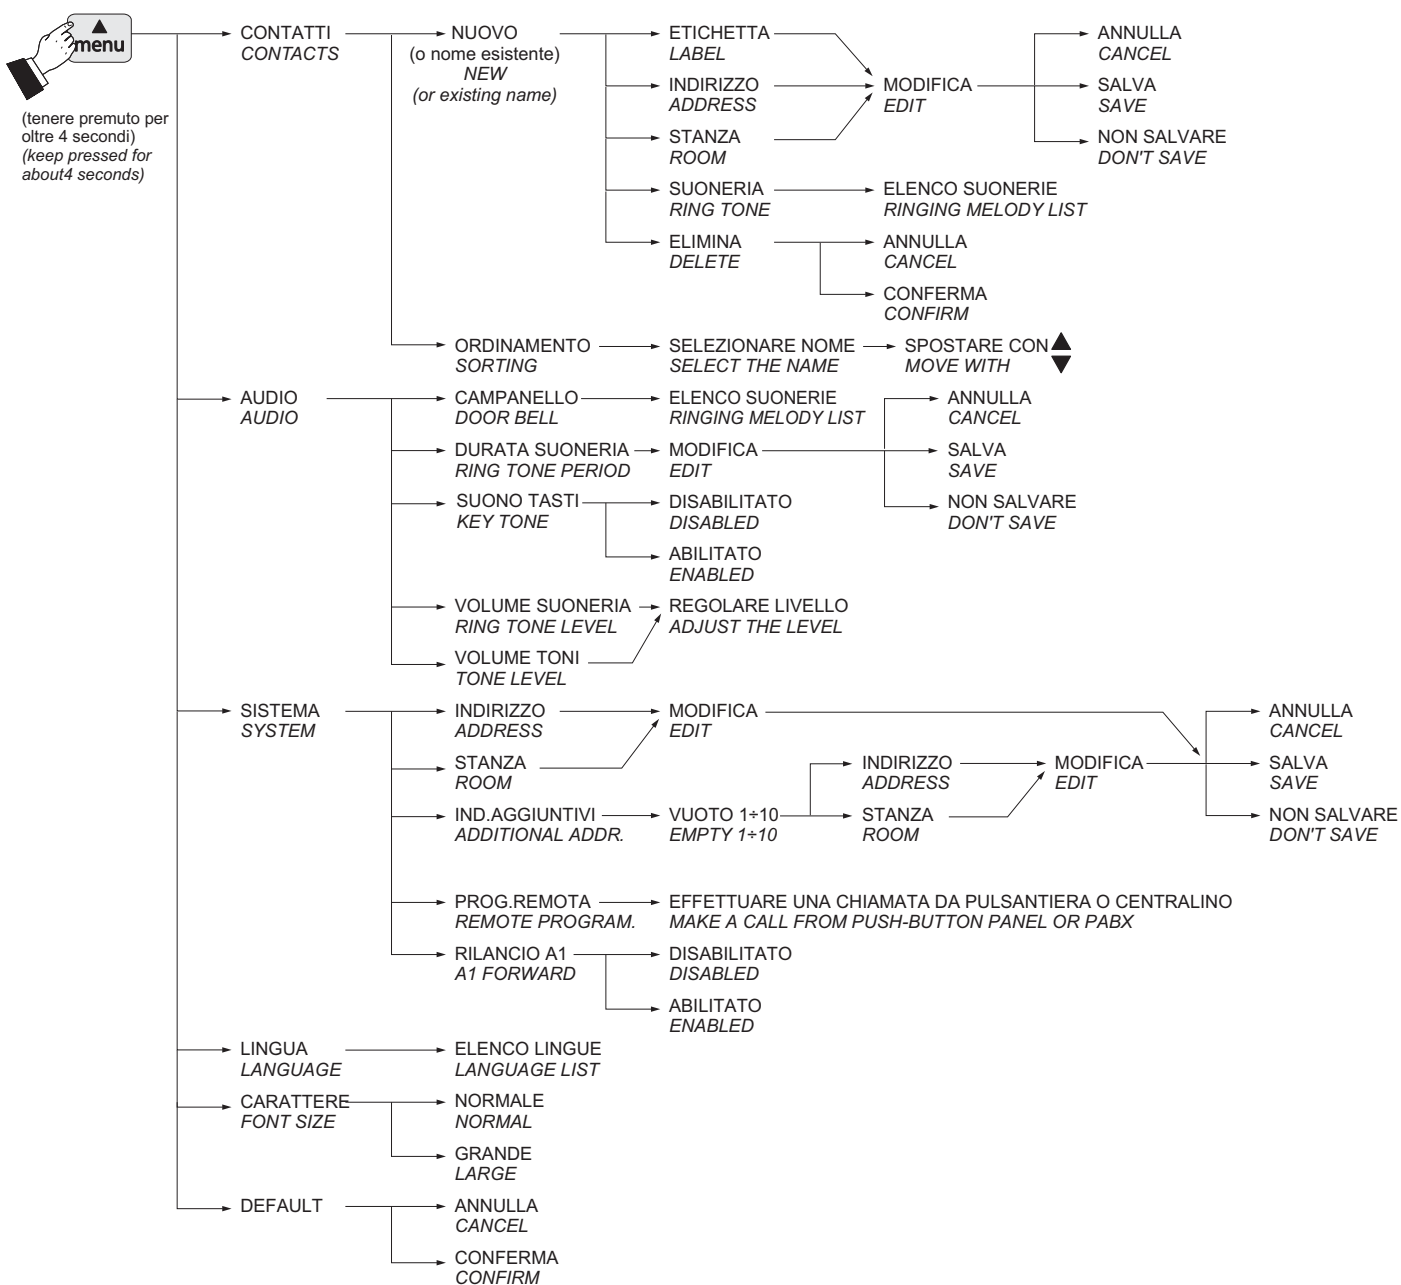 menu
(tenere premuto per
oltre 4 secondi)
(keep pressed for
about4 seconds)
CONTATTI
CONTACTS
NUOVO
(o nome esistente)
NEW
(or existing name)
ETICHETTA
LABEL
INDIRIZZO
ADDRESS
STANZA
ROOM
MODIFICA
EDIT
ANNULLA
CANCEL
SALVA
SAVE
NON SALVARE
DON'T SAVE
SUONERIA
RING TONE
ELENCO SUONERIE
RINGING MELODY LIST
ELIMINA
DELETE
ANNULLA
CANCEL
CONFERMA
CONFIRM
ORDINAMENTO
SORTING
SELEZIONARE NOME
SELECT THE NAME
SPOSTARE CON
MOVE WITH
AUDIO
AUDIO
CAMPANELLO
DOOR BELL
ELENCO SUONERIE
RINGING MELODY LIST
DURATA SUONERIA
RING TONE PERIOD
MODIFICA
EDIT
ANNULLA
CANCEL
SALVA
SAVE
NON SALVARE
DON'T SAVE
SUONO TASTI
KEY TONE
DISABILITATO
DISABLED
ABILITATO
ENABLED
VOLUME SUONERIA
RING TONE LEVEL
REGOLARE LIVELLO
ADJUST THE LEVEL
VOLUME TONI
TONE LEVEL
SISTEMA
SYSTEM
INDIRIZZO
ADDRESS
MODIFICA
EDIT
STANZA
ROOM
IND.AGGIUNTIVI
ADDITIONAL ADDR.
VUOTO 1÷10
EMPTY 1÷10
INDIRIZZO
ADDRESS
STANZA
ROOM
MODIFICA
EDIT
ANNULLA
CANCEL
SALVA
SAVE
NON SALVARE
DON'T SAVE
PROG.REMOTA
REMOTE PROGRAM.
EFFETTUARE UNA CHIAMATA DA PULSANTIERA O CENTRALINO
MAKE A CALL FROM PUSH-BUTTON PANEL OR PABX
RILANCIO A1
A1 FORWARD
DISABILITATO
DISABLED
ABILITATO
ENABLED
LINGUA
LANGUAGE
ELENCO LINGUE
LANGUAGE LIST
CARATTERE
FONT SIZE
NORMALE
NORMAL
GRANDE
LARGE
DEFAULT
ANNULLA
CANCEL
CONFERMA
CONFIRM